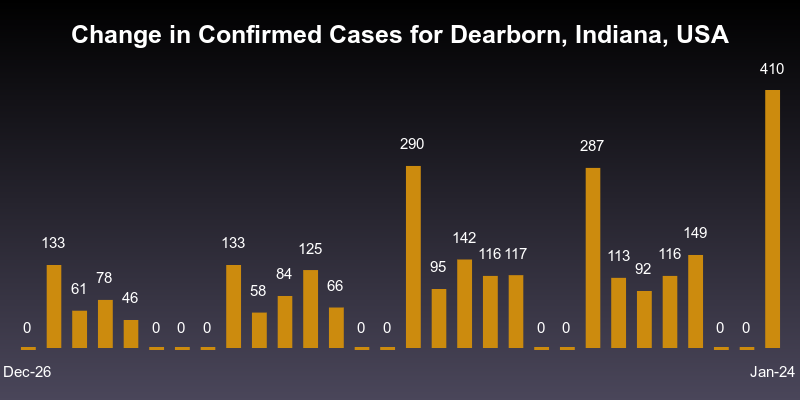 Change in Confirmed Cases for Dearborn, Indiana, USA
0 133 61 78 46 0 0 0 133 58 84 125 66 0 0 290 95 142 116 117 0 0 287 113 92 116 149 0 0 410
Dec-26 Jan-24